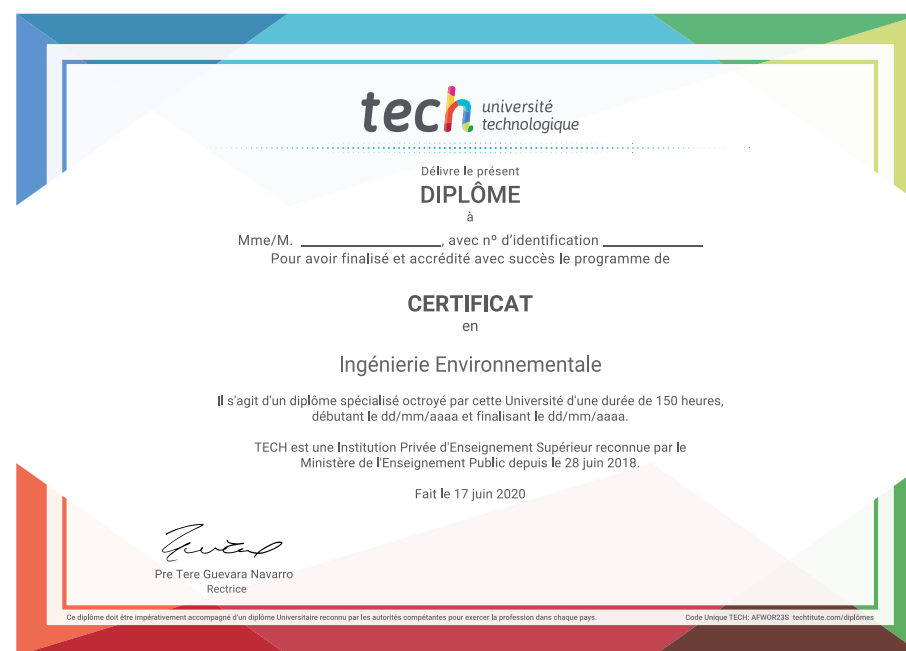 tech université
technologique
Délivre le présent
DIPLÔME
à
Mme/M. ____________________, avec nº d'identification ______________
Pour avoir finalisé et accrédité avec succès le programme de
CERTIFICAT
en
Ingénierie Environnementale
Il s'agit d'un diplôme spécialisé octroyé par cette Université d'une durée de 150 heures,
débutant le dd/mm/aaaa et finalisant le dd/mm/aaaa.
TECH est une Institution Privée d'Enseignement Supérieur reconnue par le
Ministère de l'Enseignement Public depuis le 28 juin 2018.
Fait le 17 juin 2020
Pre Tere Guevara Navarro
Rectrice
Ce diplôme doit être impérativement accompagné d'un diplôme Universitaire reconnu par les autorités compétantes pour exercer la profession dans chaque pays.
Code Unique TECH: AFWOR23S techtitute.com/diplômes